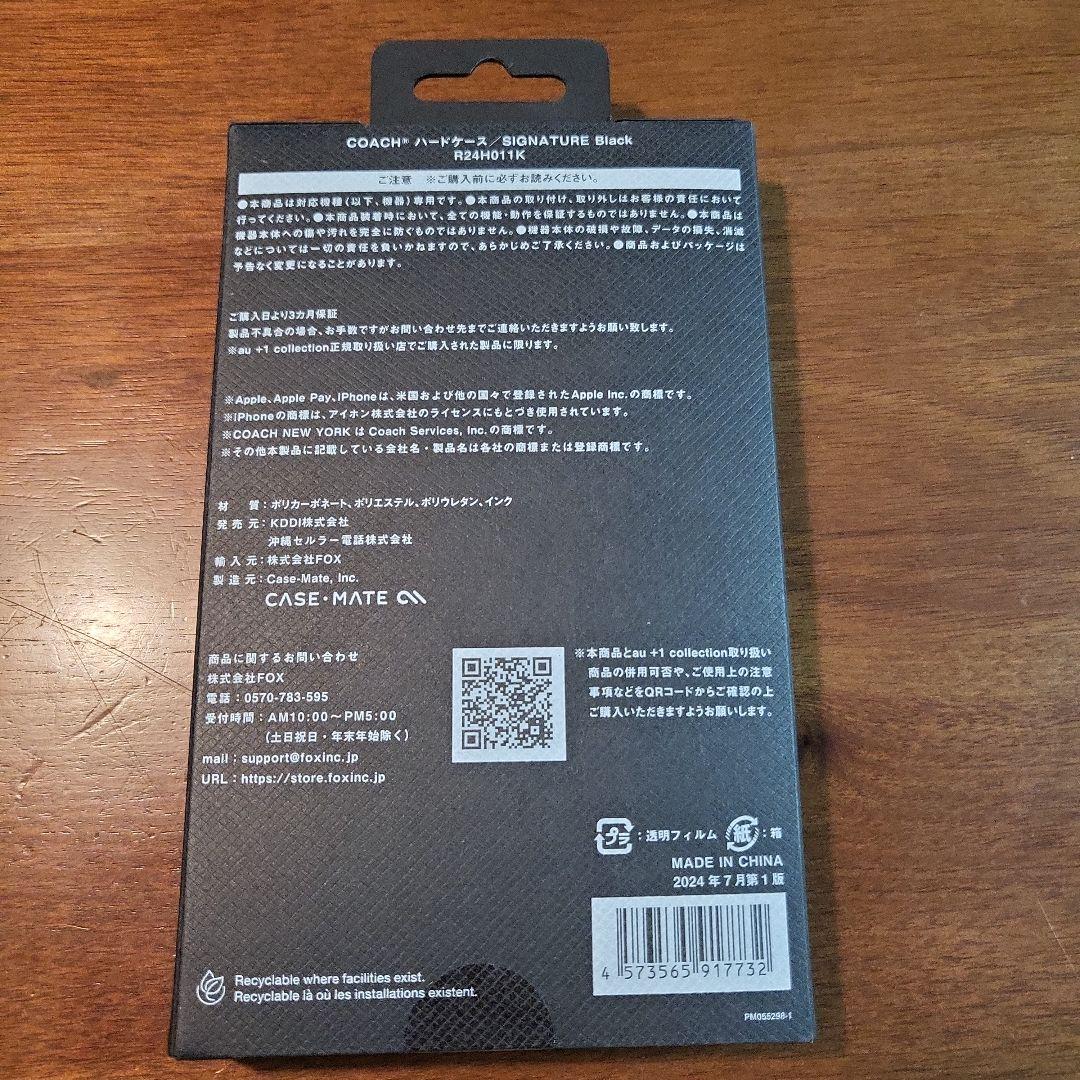 COACH® ハードケース／SIGNATURE Black
R24H011K
ご注意 ※ご購入前に必ずお読みください。
●本商品は対応機種(以下、機器)専用です。●本商品の取り付け、取り外しはお客様の責任において
行ってください。●本商品装着時において、全ての機能・動作を保証するものではありません。●本商品は
機器本体への傷や汚れを完全に防ぐものではありません。●機器本体の破損や故障、データの損失、消滅
などについては一切の責任を負いかねますので、あらかじめご了承ください。●商品およびパッケージは
予告なく変更になることがあります。
ご購入日より3カ月保証
製品不具合の場合、お手数ですがお問い合わせ先までご連絡いただきますようお願い致します。
※au +1 collection正規取り扱い店でご購入された製品に限ります。
※Apple、Apple Pay、iPhoneは、米国および他の国々で登録されたApple Inc.の商標です。
※iPhoneの商標は、アイホン株式会社のライセンスにもとづき使用されています。
※COACH NEW YORK は Coach Services, Inc.の商標です。
※その他本製品に記載している会社名・製品名は各社の商標または登録商標です。
材 質：ポリカーボネート、ポリエステル、ポリウレタン、インク
発売元：KDDI株式会社
沖縄セルラー電話株式会社
輸入元：株式会社FOX
製造元：Case-Mate, Inc.
CASE·MATE
商品に関するお問い合わせ
株式会社FOX
電話：0570-783-595
受付時間：AM10:00～PM5:00
(土日祝日・年末年始除く)
mail：support@foxinc.jp
URL：https://store.foxinc.jp
※本商品とau +1 collection取り扱い
商品の併用可否や、ご使用上の注意
事項などをQRコードからご確認の上
ご購入いただきますようお願いします。
プラ：透明フィルム 紙：箱
MADE IN CHINA
2024年7月第1版
4 573565 917732
Recyclable where facilities exist.
Recyclable là où les installations existent.
PM055298-1